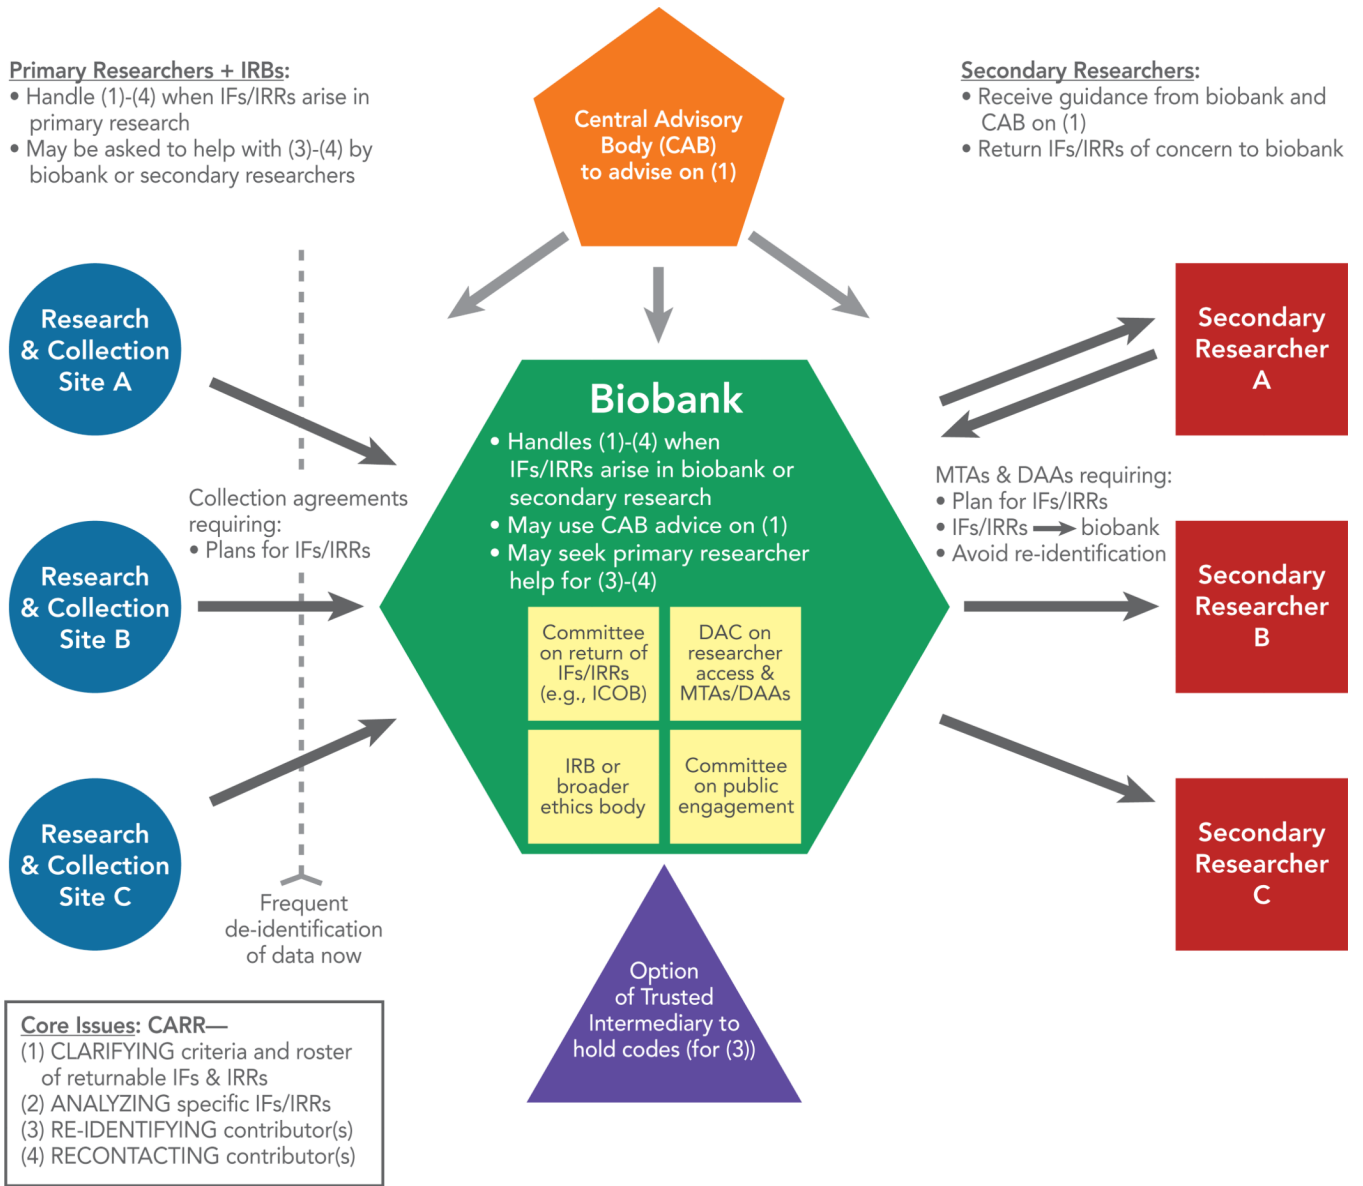 Primary Researchers + IRBs:
• Handle (1)-(4) when IFs/IRRs arise in
primary research
• May be asked to help with (3)-(4) by
biobank or secondary researchers
Central Advisory
Body (CAB)
to advise on (1)
Secondary Researchers:
• Receive guidance from biobank and
CAB on (1)
• Return IFs/IRRs of concern to biobank
Research
& Collection
Site A
Research
& Collection
Site B
Research
& Collection
Site C
Collection agreements
requiring:
• Plans for IFs/IRRs
Frequent
de-identification
of data now
Biobank
• Handles (1)-(4) when
IFs/IRRs arise in biobank or
secondary research
• May use CAB advice on (1)
• May seek primary researcher
help for (3)-(4)
Committee
on return of
IFs/IRRs
(e.g., ICOB)
DAC on
researcher
access &
MTAs/DAAs
IRB or
broader
ethics body
Committee
on public
engagement
MTAs & DAAs requiring:
• Plan for IFs/IRRs
• IFs/IRRs → biobank
• Avoid re-identification
Secondary
Researcher
A
Secondary
Researcher
B
Secondary
Researcher
C
Option
of Trusted
Intermediary to
hold codes (for (3))
Core Issues: CARR—
(1) CLARIFYING criteria and roster
of returnable IFs & IRRs
(2) ANALYZING specific IFs/IRRs
(3) RE-IDENTIFYING contributor(s)
(4) RECONTACTING contributor(s)